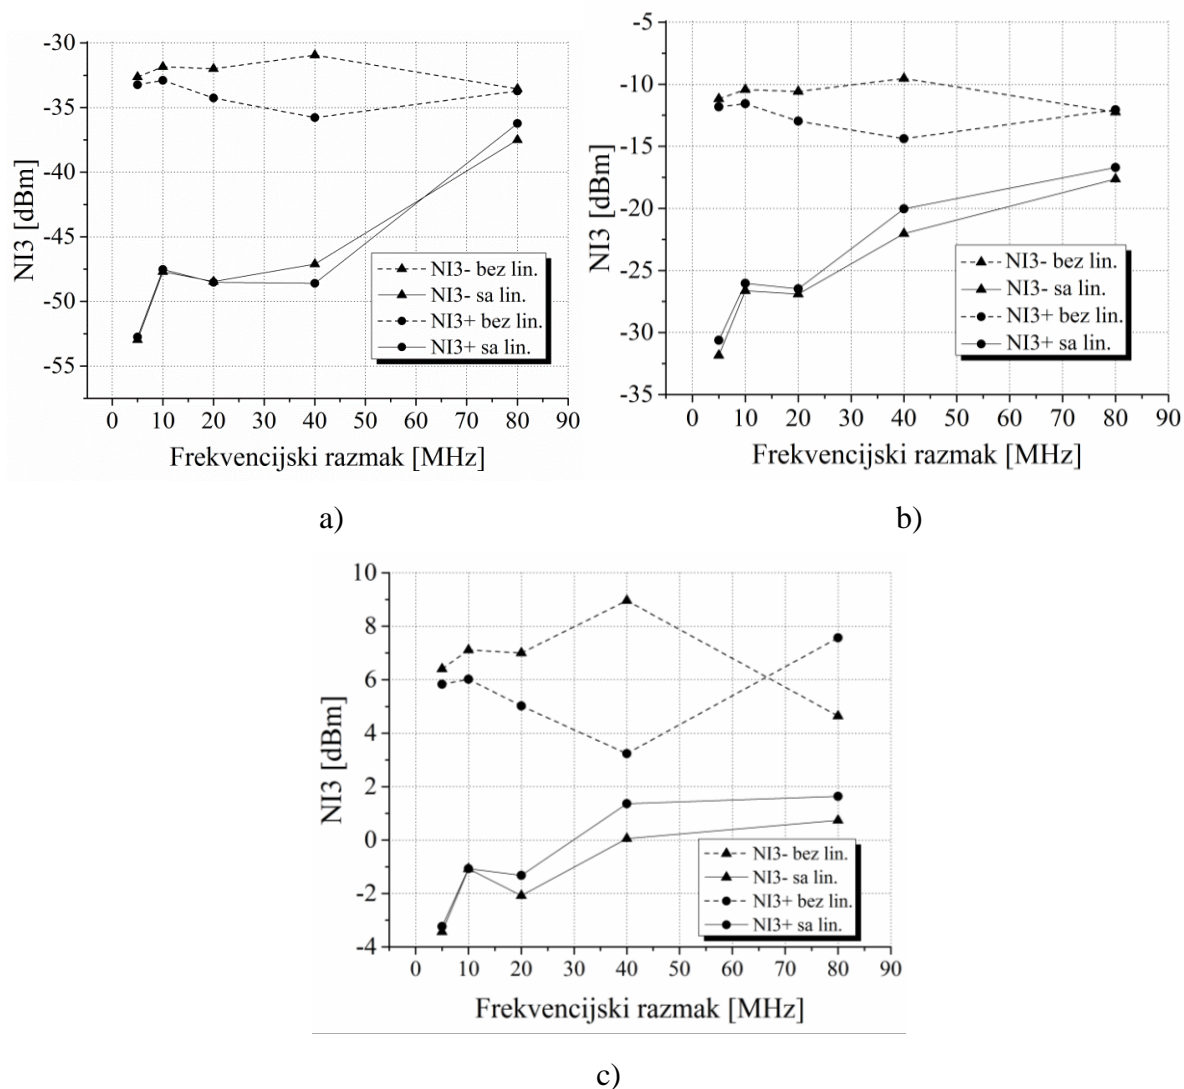 -30
-35
-40
-45
-50
-55
NI3 [dBm]
0 10 20 30 40 50 60 70 80 90
Frekvencijski razmak [MHz]
NI3- bez lin.
NI3- sa lin.
NI3+ bez lin.
NI3+ sa lin.
a)
-5
-10
-15
-20
-25
-30
-35
NI3 [dBm]
0 10 20 30 40 50 60 70 80 90
Frekvencijski razmak [MHz]
NI3- bez lin.
NI3- sa lin.
NI3+ bez lin.
NI3+ sa lin.
b)
10
8
6
4
2
0
-2
-4
NI3 [dBm]
0 10 20 30 40 50 60 70 80 90
Frekvencijski razmak [MHz]
NI3- bez lin.
NI3- sa lin.
NI3+ bez lin.
NI3+ sa lin.
c)